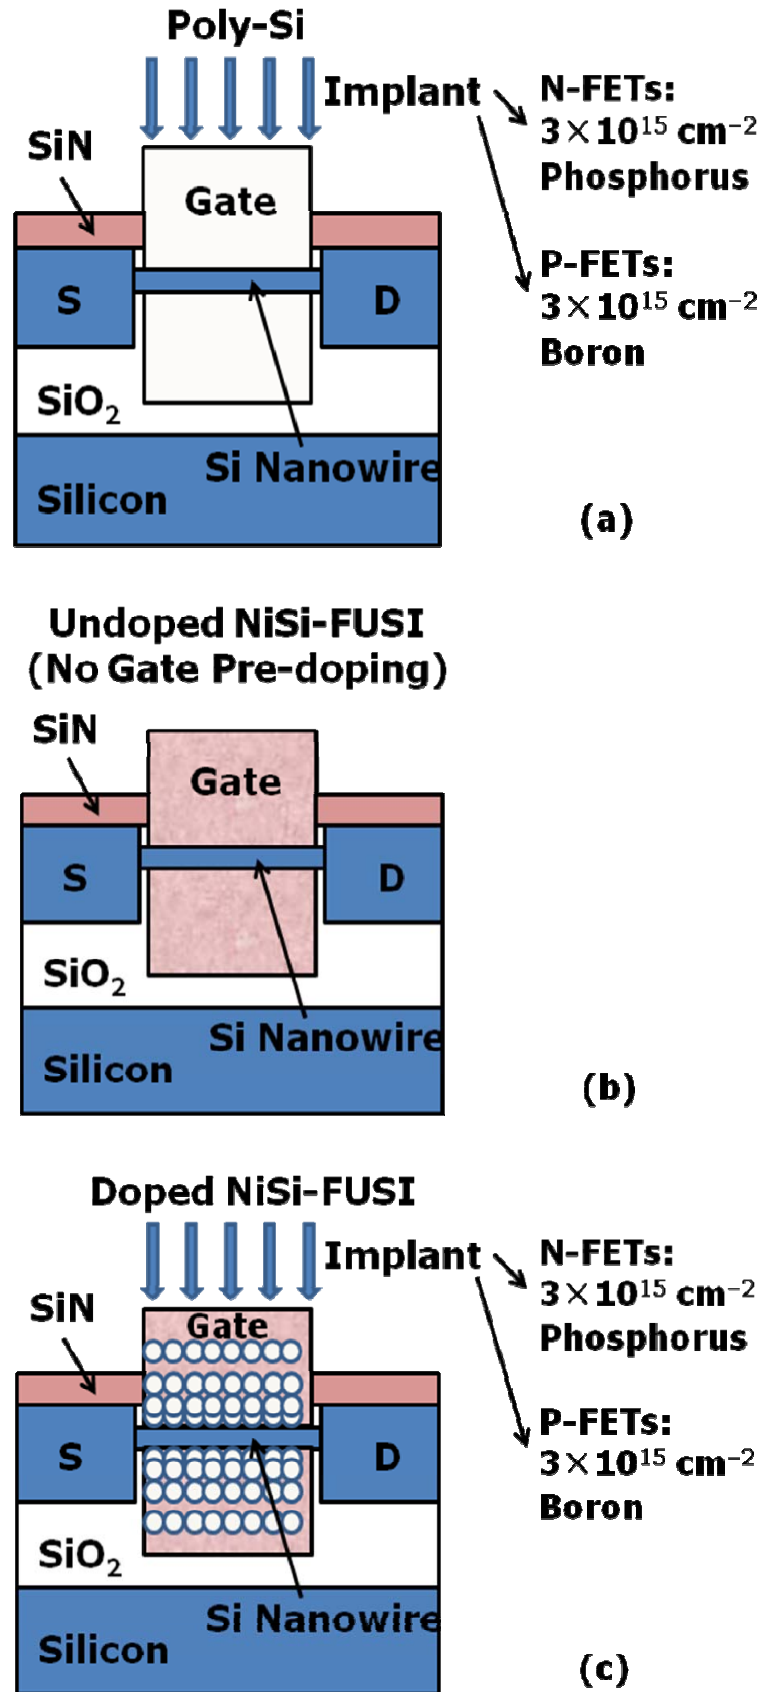 Poly-Si
Implant
N-FETs:
3×10¹⁵ cm⁻²
Phosphorus
SiN
Gate
P-FETs:
3×10¹⁵ cm⁻²
Boron
S
D
SiO₂
Si Nanowire
Silicon
(a)
Undoped NiSi-FUSI
(No Gate Pre-doping)
SiN
Gate
S
D
SiO₂
Si Nanowire
Silicon
(b)
Doped NiSi-FUSI
Implant
N-FETs:
3×10¹⁵ cm⁻²
Phosphorus
SiN
Gate
P-FETs:
3×10¹⁵ cm⁻²
Boron
S
D
SiO₂
Si Nanowire
Silicon
(c)